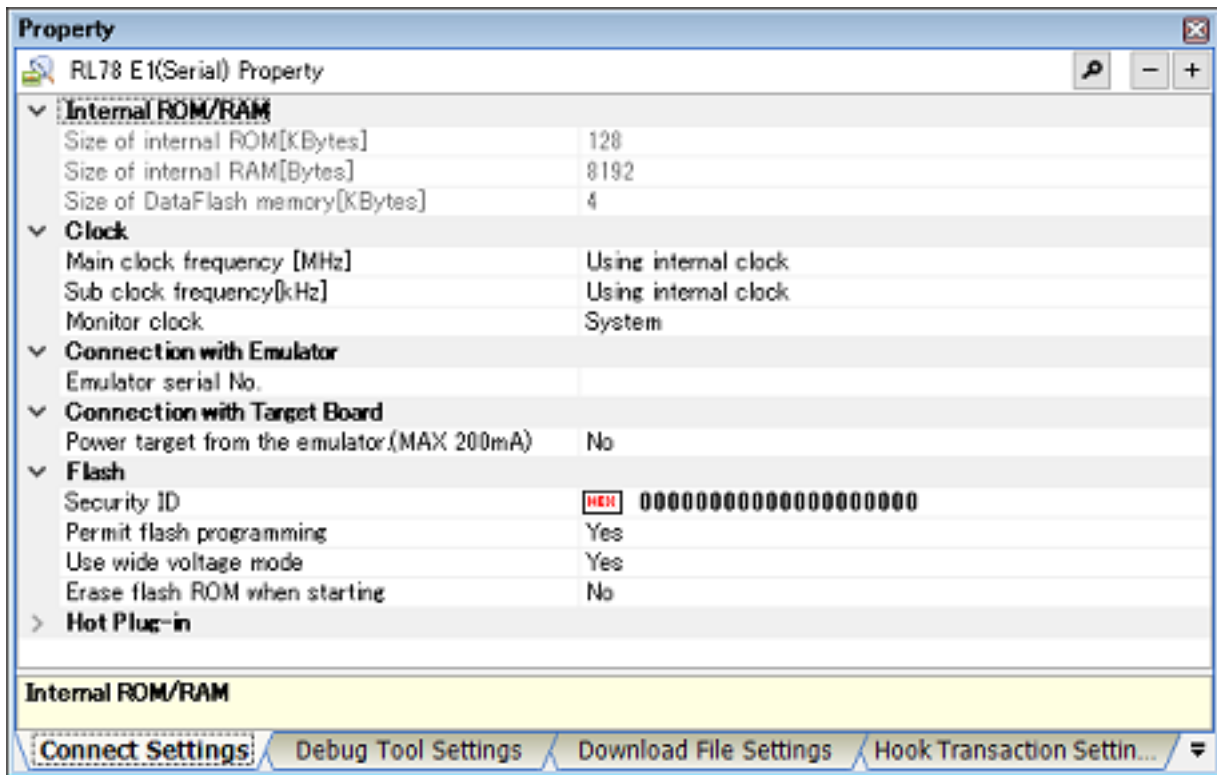 Property
RL78 E1(Serial) Property
Internal ROM/RAM
Size of internal ROM[KBytes] 128
Size of internal RAM[Bytes] 8192
Size of DataFlash memory[KBytes] 4
Clock
Main clock frequency [MHz] Using internal clock
Sub clock frequency[kHz] Using internal clock
Monitor clock System
Connection with Emulator
Emulator serial No.
Connection with Target Board
Power target from the emulator.(MAX 200mA) No
Flash
Security ID HEX 00000000000000000000
Permit flash programming Yes
Use wide voltage mode Yes
Erase flash ROM when starting No
Hot Plug-in
Internal ROM/RAM
Connect Settings Debug Tool Settings Download File Settings Hook Transaction Settin...